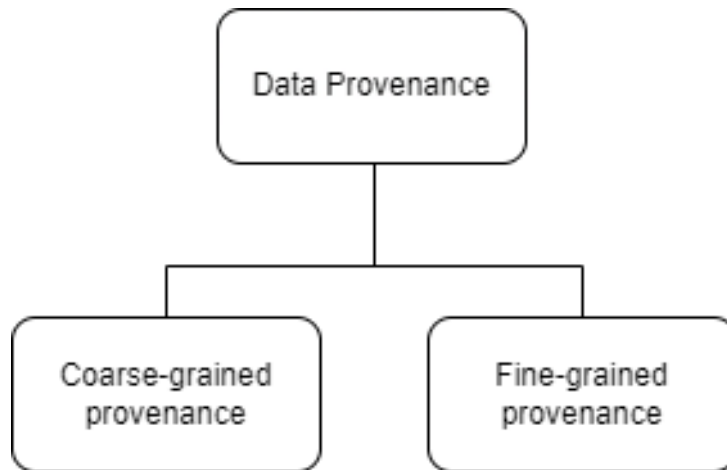 Data Provenance
Coarse-grained
provenance
Fine-grained
provenance